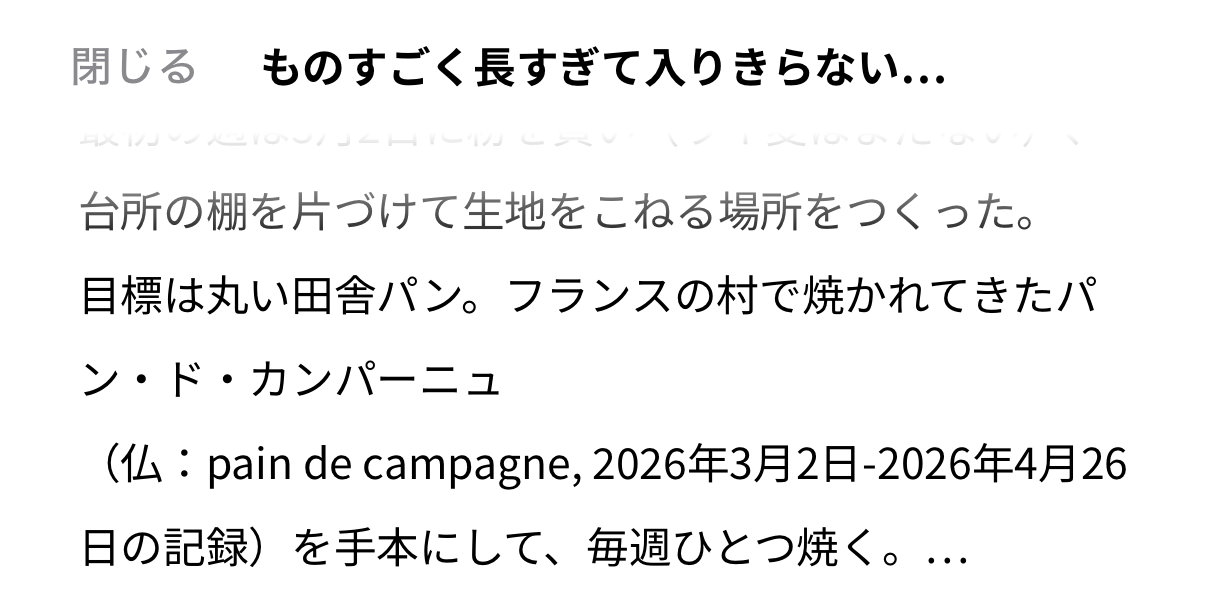 閉じる ものすごく長すぎて入りきらない…
台所の棚を片づけて生地をこねる場所をつくった。
目標は丸い田舎パン。フランスの村で焼かれてきたパ
ン・ド・カンパーニュ
（仏：pain de campagne, 2026年3月2日-2026年4月26
日の記録）を手本にして、毎週ひとつ焼く。…